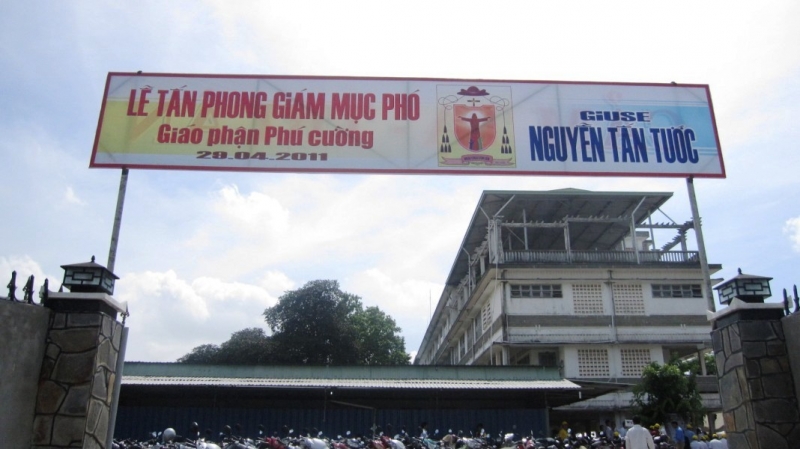 LỄ TẤN PHONG GIÁM MỤC PHÓ
Giáo phận Phú cường
29.04.2011
GIUSE
NGUYỄN TẤN TƯỚC